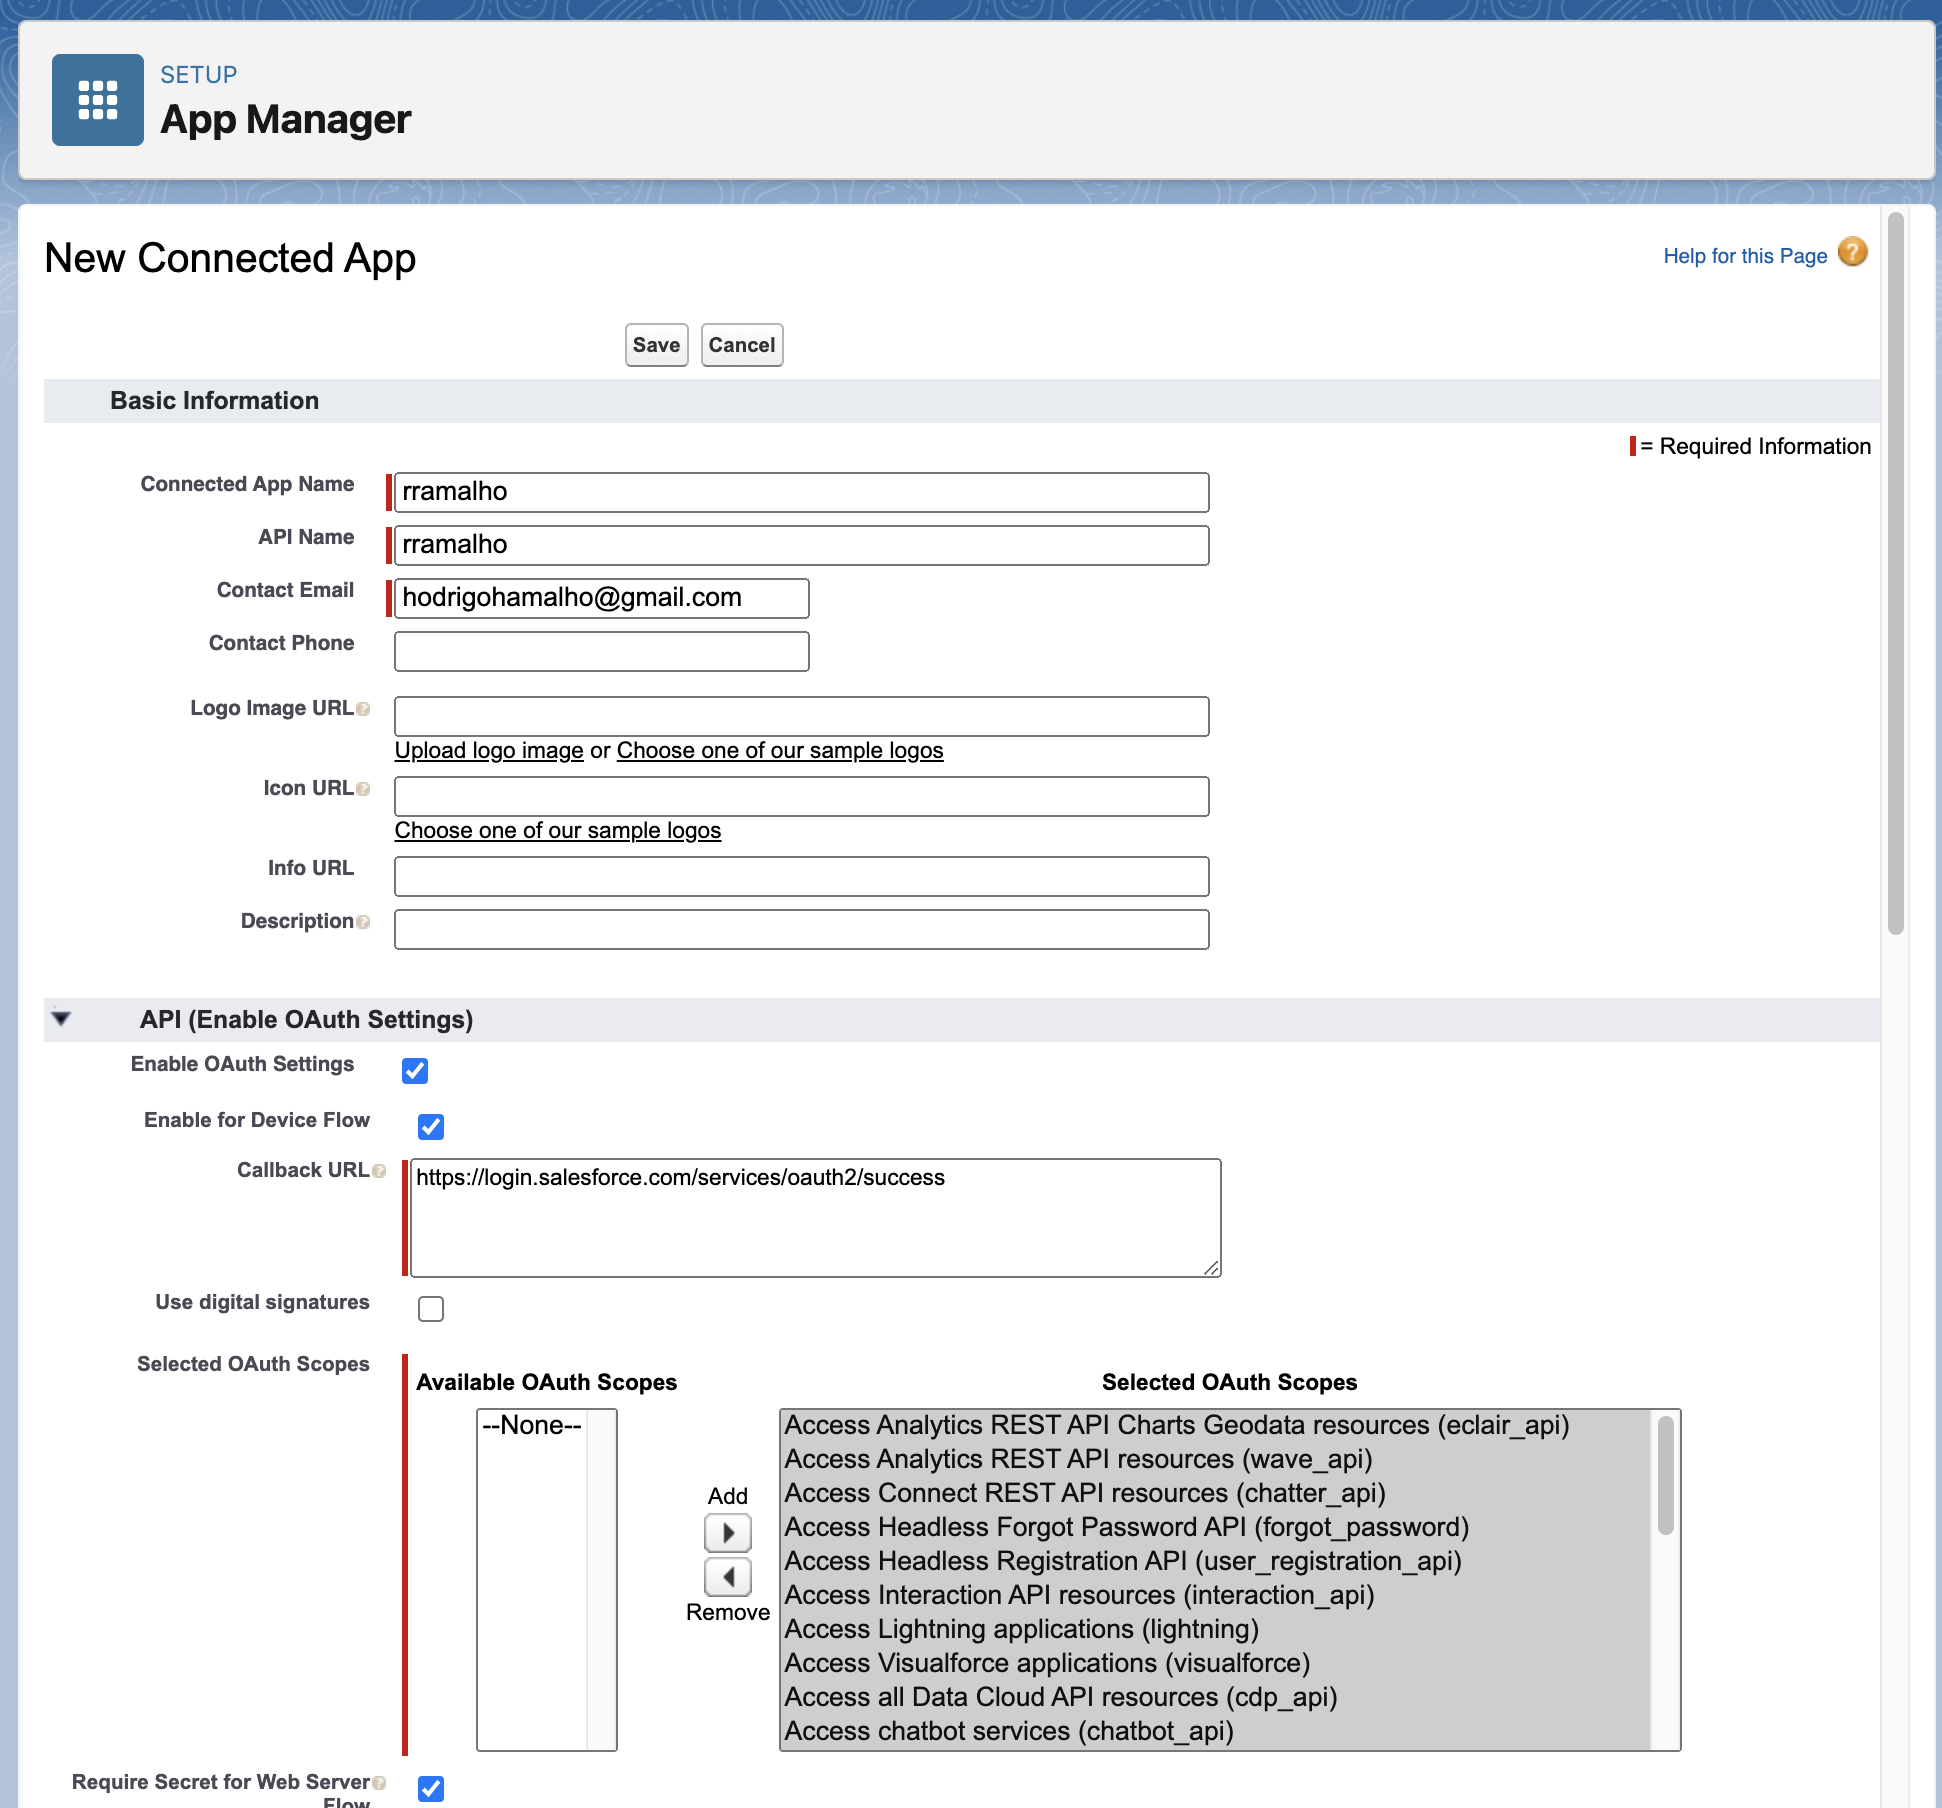 SETUP
App Manager
New Connected App
Help for this Page ?
Save Cancel
Basic Information
= Required Information
Connected App Name rramalho
API Name rramalho
Contact Email hodrigohamalho@gmail.com
Contact Phone
Logo Image URL ?
Upload logo image or Choose one of our sample logos
Icon URL ?
Choose one of our sample logos
Info URL
Description ?
API (Enable OAuth Settings)
Enable OAuth Settings
Enable for Device Flow
Callback URL ? https://login.salesforce.com/services/oauth2/success
Use digital signatures
Selected OAuth Scopes
Available OAuth Scopes Selected OAuth Scopes
--None--
Add
Remove
Access Analytics REST API Charts Geodata resources (eclair_api)
Access Analytics REST API resources (wave_api)
Access Connect REST API resources (chatter_api)
Access Headless Forgot Password API (forgot_password)
Access Headless Registration API (user_registration_api)
Access Interaction API resources (interaction_api)
Access Lightning applications (lightning)
Access Visualforce applications (visualforce)
Access all Data Cloud API resources (cdp_api)
Access chatbot services (chatbot_api)
Require Secret for Web Server ?
Flow